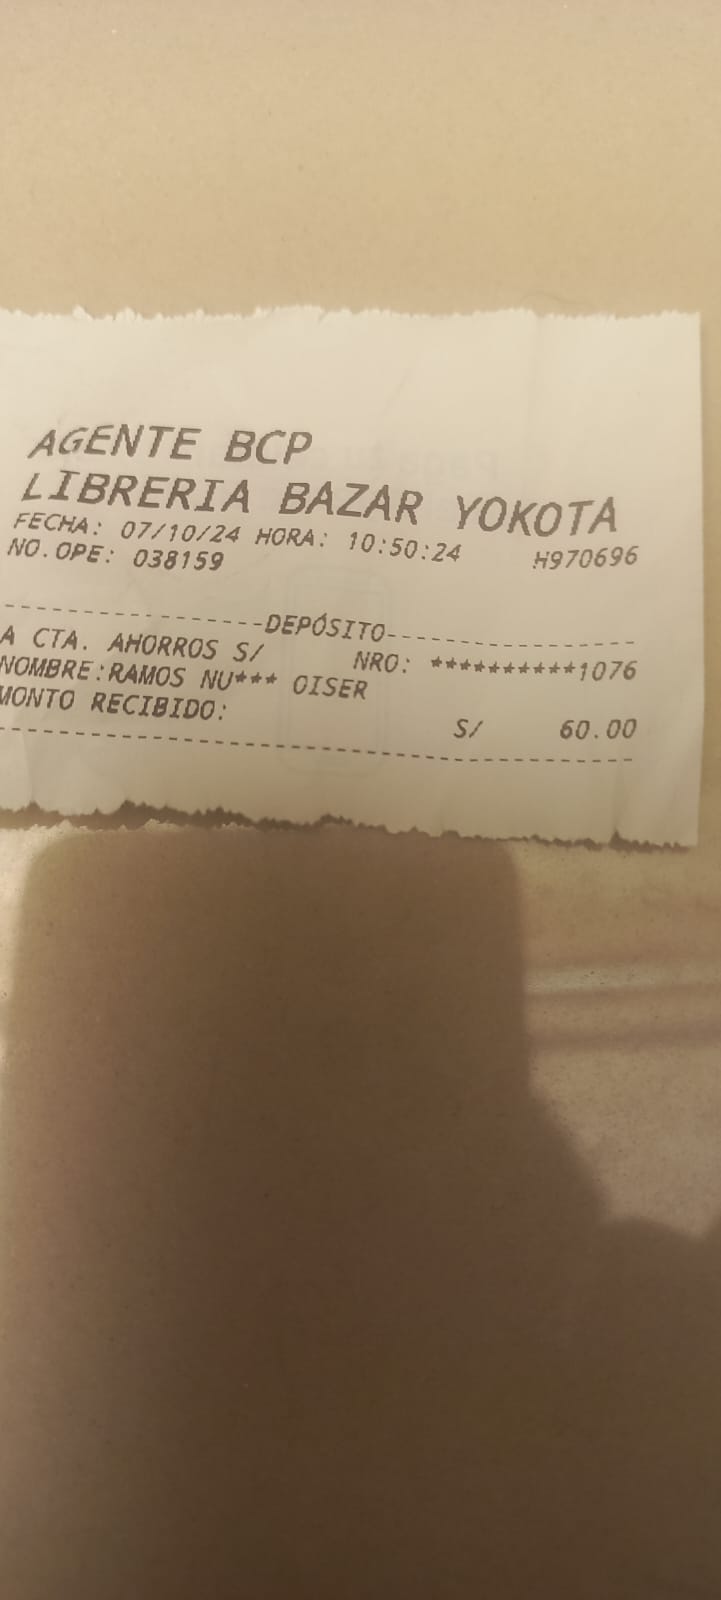 AGENTE BCP
LIBRERIA BAZAR YOKOTA
FECHA: 07/10/24 HORA: 10:50:24 H970696
NO.OPE: 038159
DEPÓSITO
A CTA. AHORROS S/ NRO: **********1076
NOMBRE:RAMOS NU*** OISER
MONTO RECIBIDO: S/ 60.00